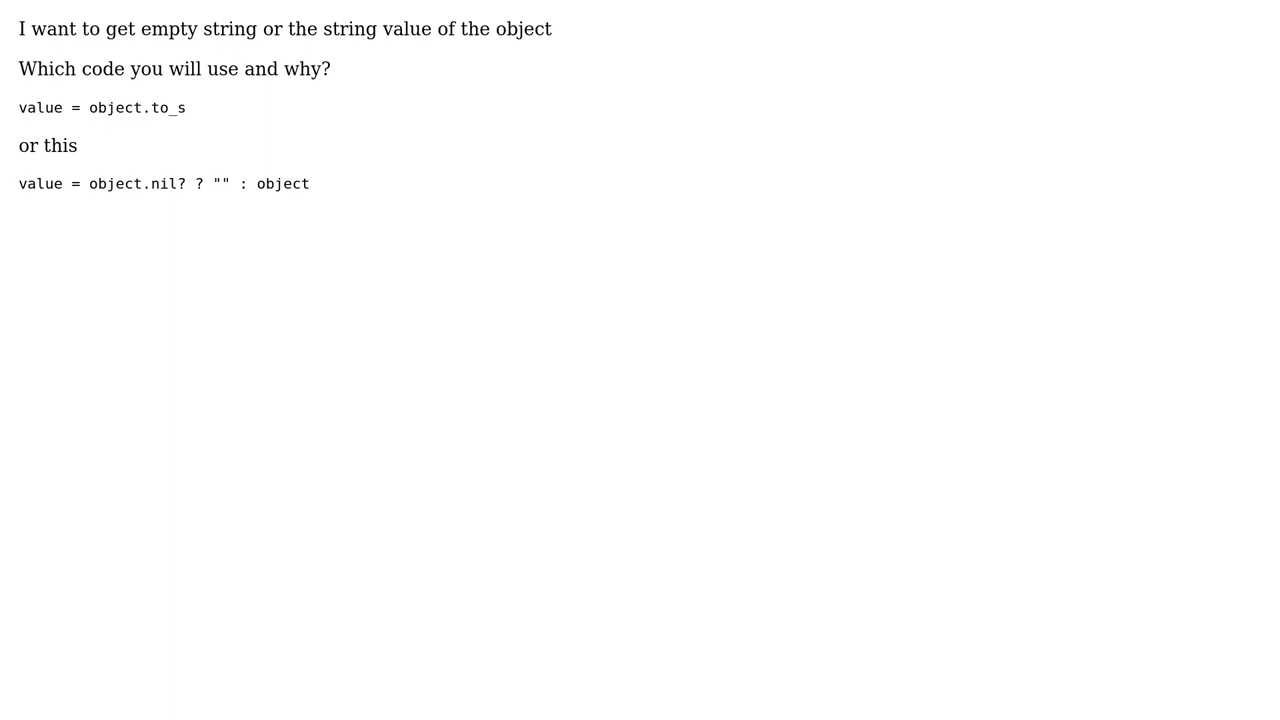 I want to get empty string or the string value of the object
Which code you will use and why?
value = object.to_s
or this
value = object.nil? ? "" : object